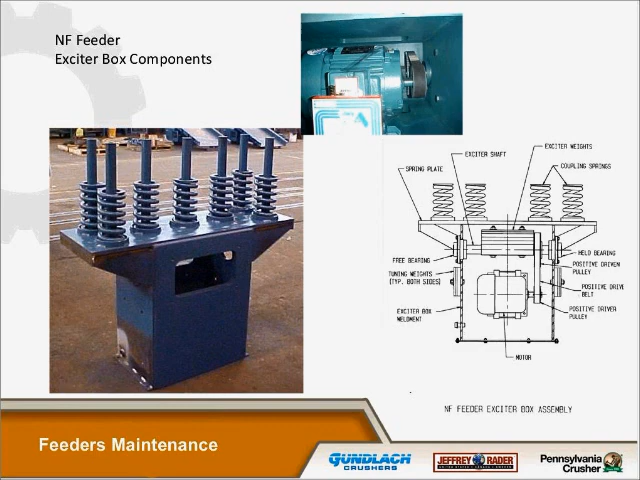 NF Feeder
Exciter Box Components
EXCITER WEIGHTS
EXCITER SHAFT
COUPLING SPRINGS
SPRING PLATE
FREE BEARING
HELD BEARING
POSITIVE DRIVEN
PULLEY
TUNING WEIGHTS
(TYP. BOTH SIDES)
POSITIVE DRIVE
BELT
EXCITER BOX
WELDMENT
POSITIVE DRIVER
PULLEY
MOTOR
NF FEEDER EXCITER BOX ASSEMBLY
Feeders Maintenance
GUNDLACH
CRUSHERS
JEFFREY RADER
Pennsylvania
Crusher